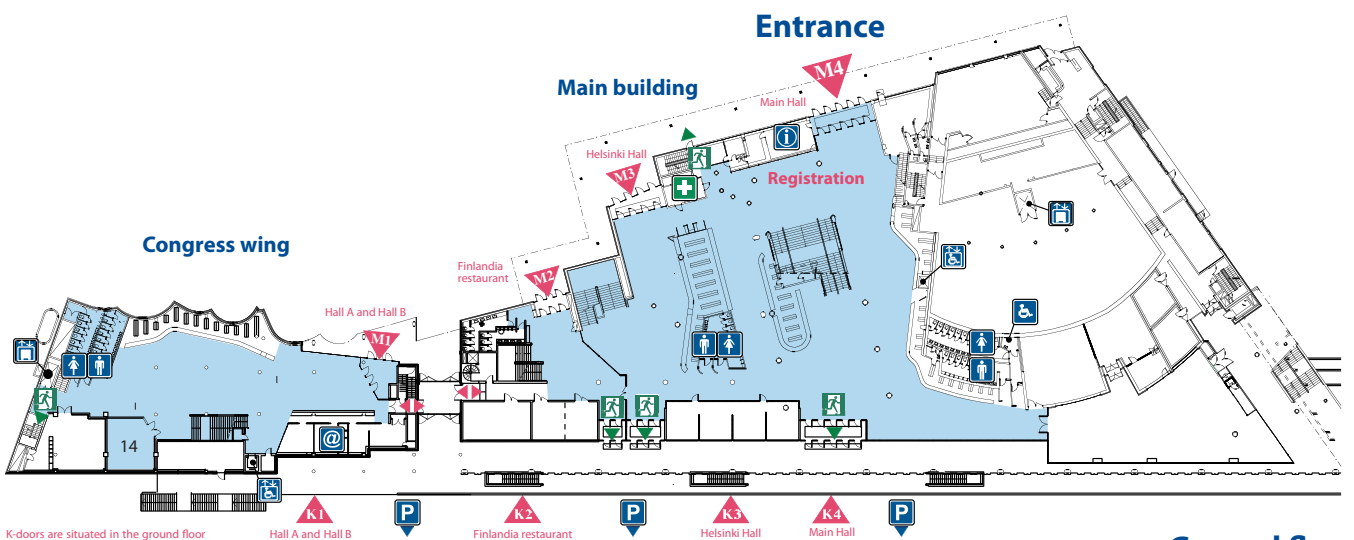 Entrance
Main building
M4
Main Hall
Helsinki Hall
M3
Registration
Congress wing
Finlandia
restaurant
M2
Hall A and Hall B
M1
14
@
K1
P
K2
P
K3
K4
P
K-doors are situated in the ground floor
Hall A and Hall B
Finlandia restaurant
Helsinki Hall
Main Hall